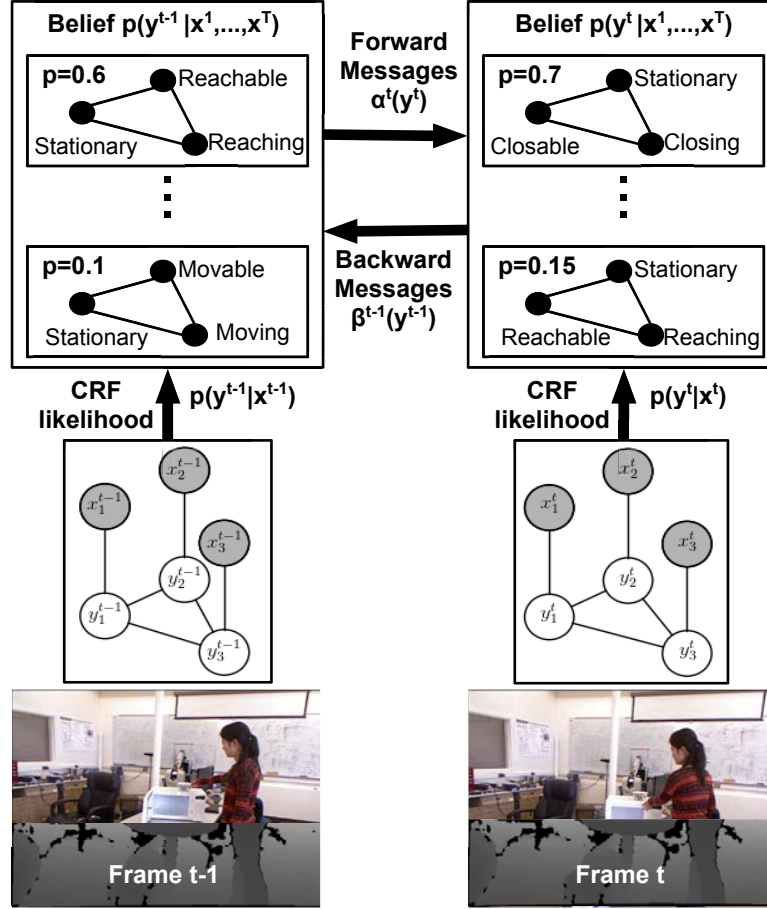 Belief p(y^{t-1}|x^1,...,x^T)
p=0.6
Reachable
Stationary
Reaching
p=0.1
Movable
Stationary
Moving
Forward
Messages
α^t(y^t)
Backward
Messages
β^{t-1}(y^{t-1})
Belief p(y^t|x^1,...,x^T)
p=0.7
Stationary
Closable
Closing
p=0.15
Stationary
Reachable
Reaching
CRF
likelihood
p(y^{t-1}|x^{t-1})
x_2^{t-1}
x_1^{t-1}
x_3^{t-1}
y_2^{t-1}
y_1^{t-1}
y_3^{t-1}
Frame t-1
CRF
likelihood
p(y^t|x^t)
x_2^t
x_1^t
x_3^t
y_2^t
y_1^t
y_3^t
Frame t